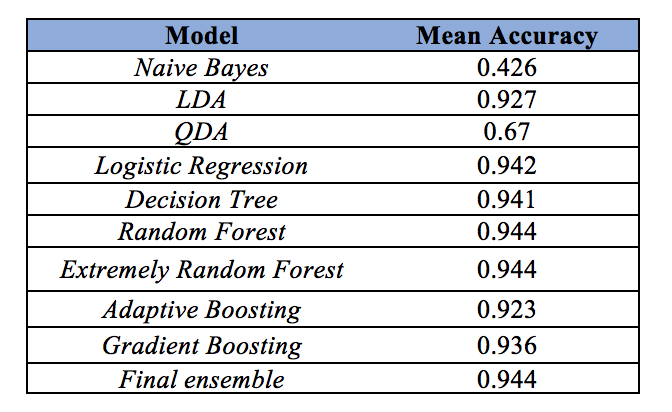 Model Mean Accuracy
Naive Bayes 0.426
LDA 0.927
QDA 0.67
Logistic Regression 0.942
Decision Tree 0.941
Random Forest 0.944
Extremely Random Forest 0.944
Adaptive Boosting 0.923
Gradient Boosting 0.936
Final ensemble 0.944